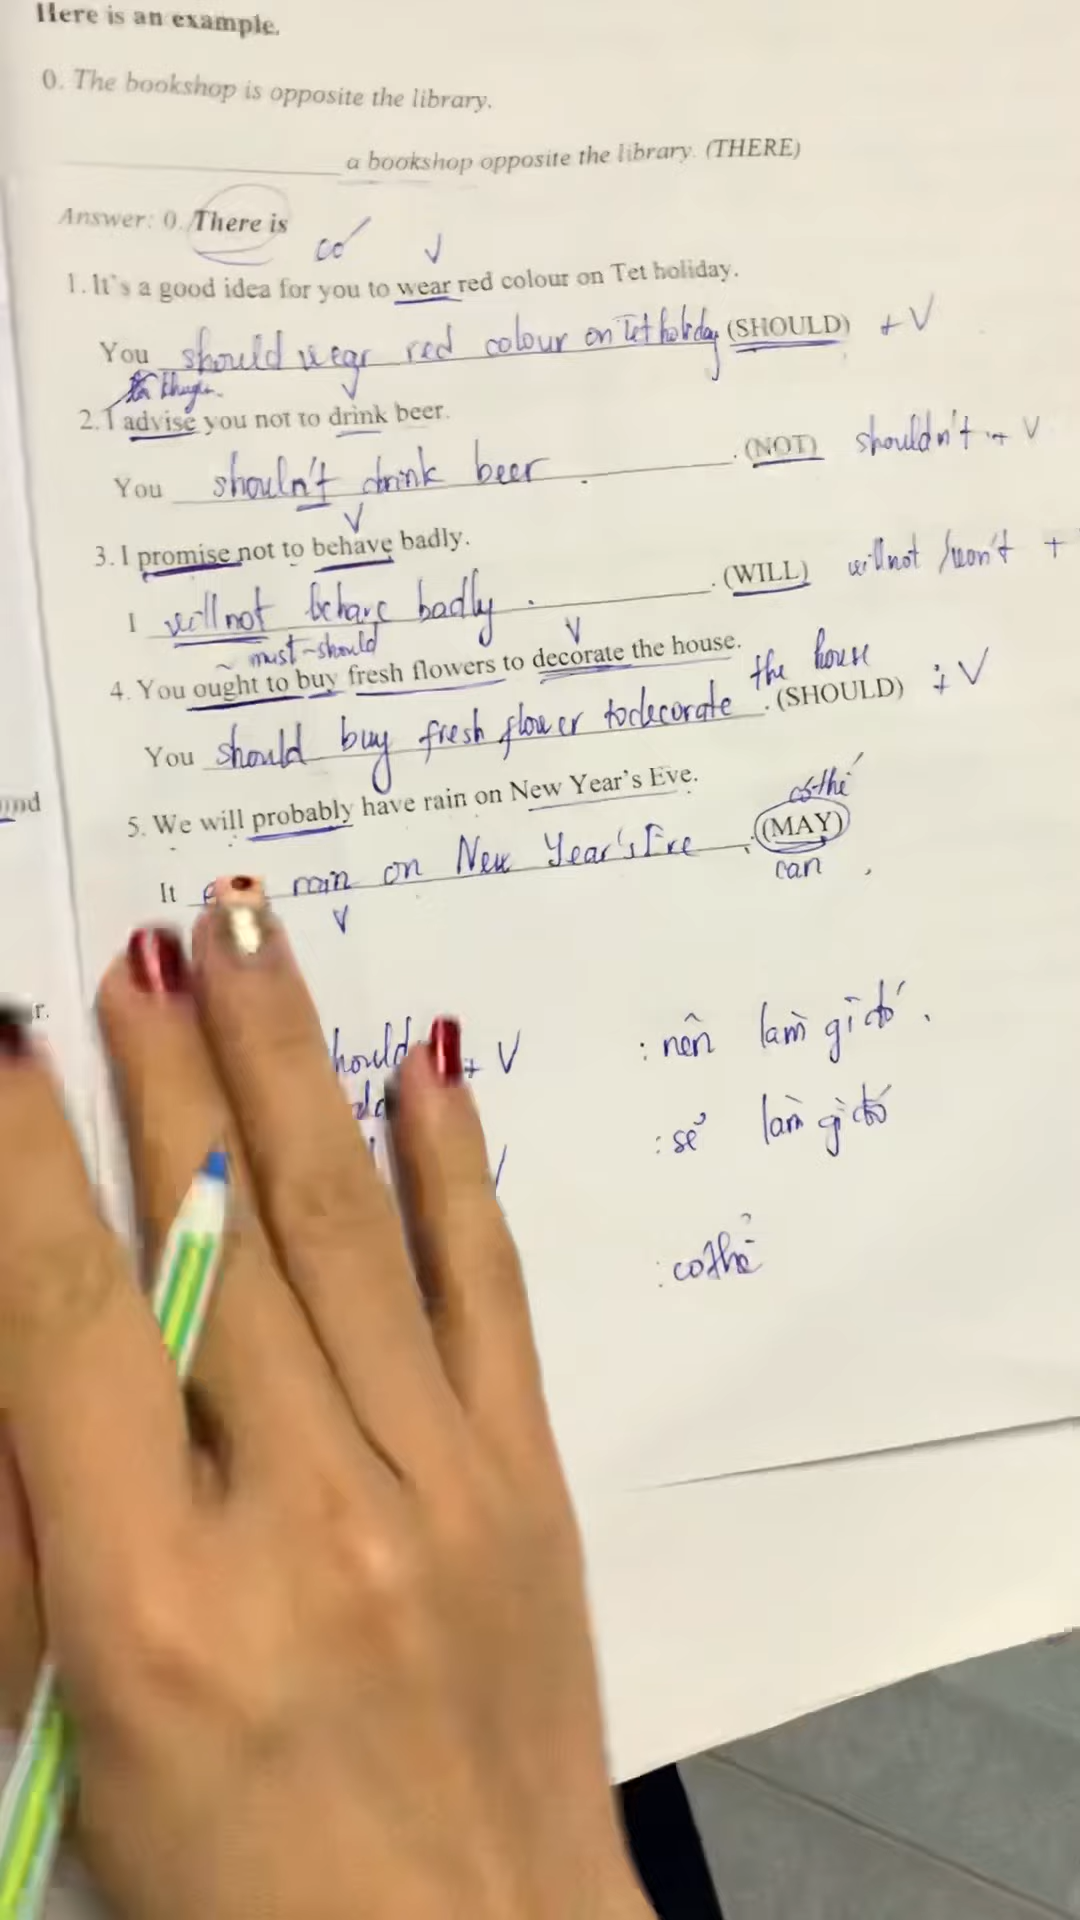 Here is an example.
0. The bookshop is opposite the library.
a bookshop opposite the library. (THERE)
Answer: 0. There is
có V
1. It's a good idea for you to wear red colour on Tet holiday.
You should wear red colour on Tet holiday (SHOULD) + V
khuyên V
2. I advise you not to drink beer.
You shouln't drink beer . (NOT) shouldn't + V
V
3. I promise not to behave badly.
I will not behave badly . (WILL) will not / won't +
~ must - should V
4. You ought to buy fresh flowers to decorate the house.
the house
You should buy fresh flower to decorate . (SHOULD) + V
5. We will probably have rain on New Year's Eve.
có thể
It rain on New Year's Eve . (MAY)
V can
hould + V : nên làm gì đó.
: sẽ làm gì đó
: có thể
nd
r.